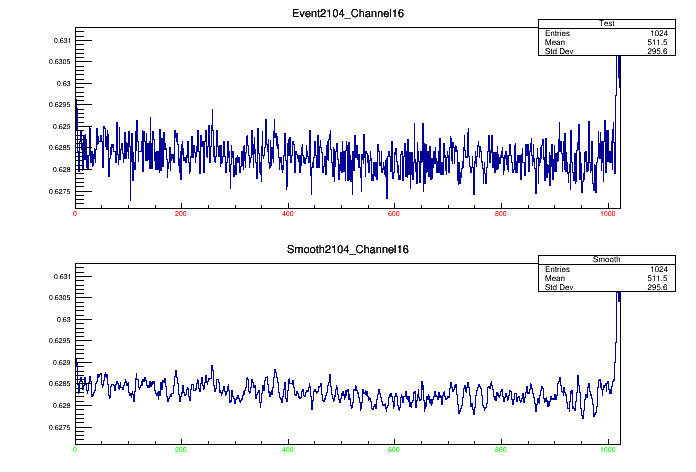 Event2104_Channel16
Test
Entries 1024
Mean 511.5
Std Dev 295.6
0.631
0.6305
0.63
0.6295
0.629
0.6285
0.628
0.6275
0 200 400 600 800 1000
Smooth2104_Channel16
Smooth
Entries 1024
Mean 511.5
Std Dev 295.6
0.631
0.6305
0.63
0.6295
0.629
0.6285
0.628
0.6275
0 200 400 600 800 1000